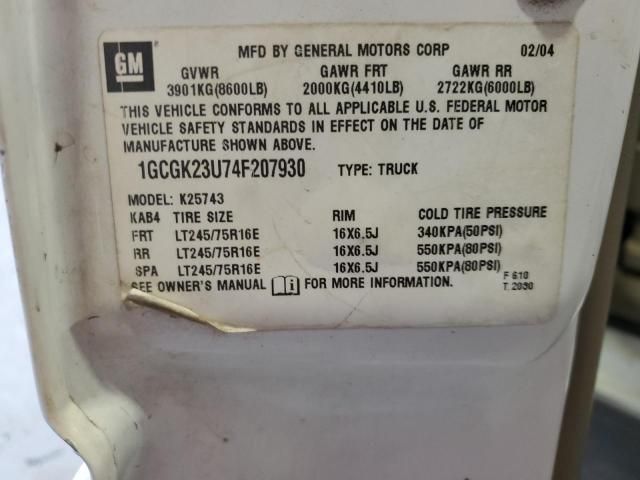 GM
MFD BY GENERAL MOTORS CORP 02/04
GVWR GAWR FRT GAWR RR
3901KG(8600LB) 2000KG(4410LB) 2722KG(6000LB)
THIS VEHICLE CONFORMS TO ALL APPLICABLE U.S. FEDERAL MOTOR
VEHICLE SAFETY STANDARDS IN EFFECT ON THE DATE OF
MANUFACTURE SHOWN ABOVE.
1GCGK23U74F207930 TYPE: TRUCK
MODEL: K25743
KAB4 TIRE SIZE RIM COLD TIRE PRESSURE
FRT LT245/75R16E 16X6.5J 340KPA(50PSI)
RR LT245/75R16E 16X6.5J 550KPA(80PSI)
SPA LT245/75R16E 16X6.5J 550KPA(80PSI)
SEE OWNER'S MANUAL i FOR MORE INFORMATION. F 610
T 2030